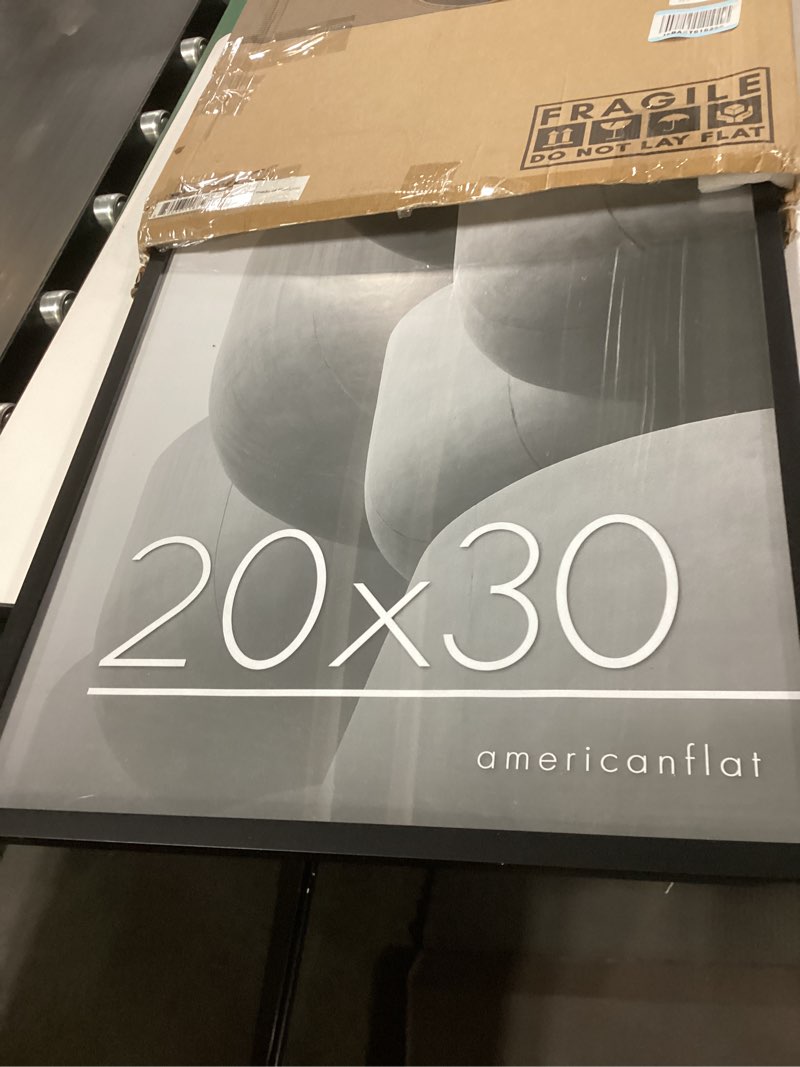 FRAGILE
DO NOT LAY FLAT
20x30
americanflat